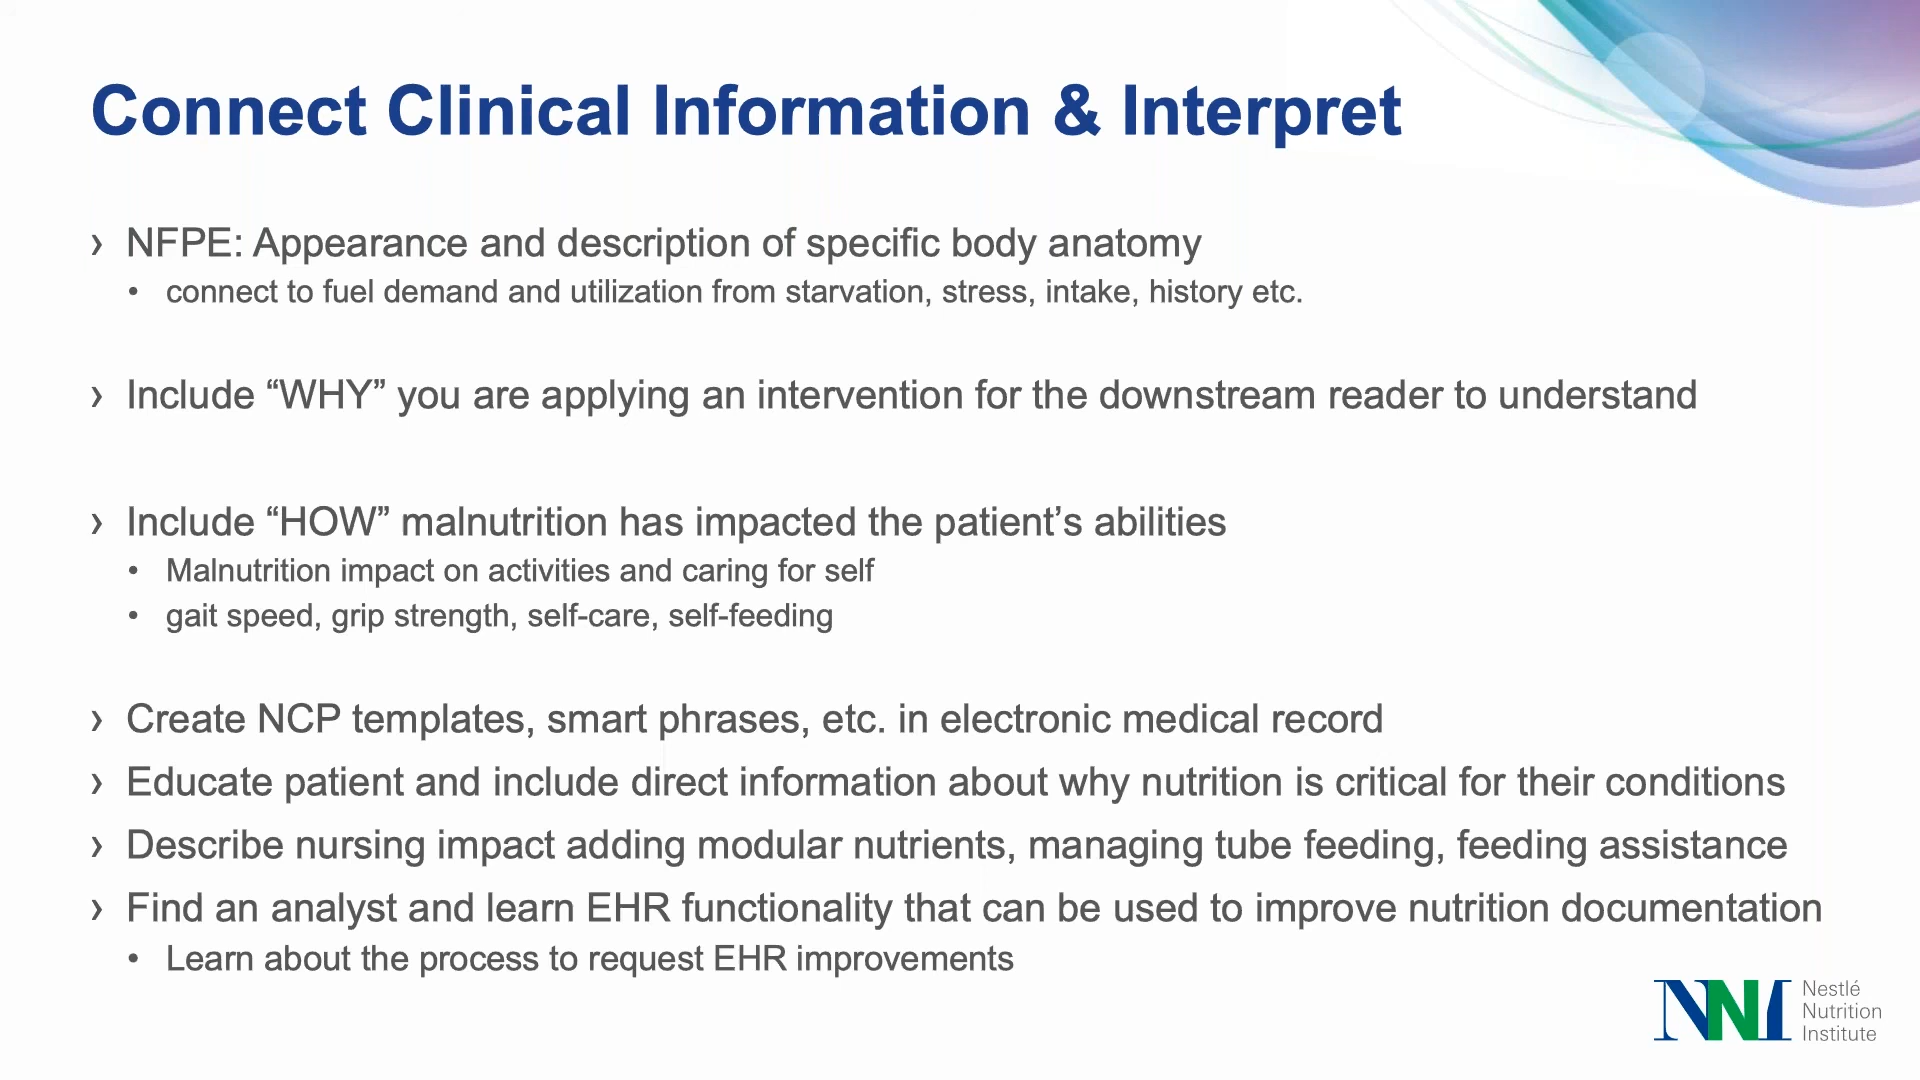 Connect Clinical Information & Interpret
› NFPE: Appearance and description of specific body anatomy
• connect to fuel demand and utilization from starvation, stress, intake, history etc.
› Include “WHY” you are applying an intervention for the downstream reader to understand
› Include “HOW” malnutrition has impacted the patient’s abilities
• Malnutrition impact on activities and caring for self
• gait speed, grip strength, self-care, self-feeding
› Create NCP templates, smart phrases, etc. in electronic medical record
› Educate patient and include direct information about why nutrition is critical for their conditions
› Describe nursing impact adding modular nutrients, managing tube feeding, feeding assistance
› Find an analyst and learn EHR functionality that can be used to improve nutrition documentation
• Learn about the process to request EHR improvements
NNI
Nestlé
Nutrition
Institute